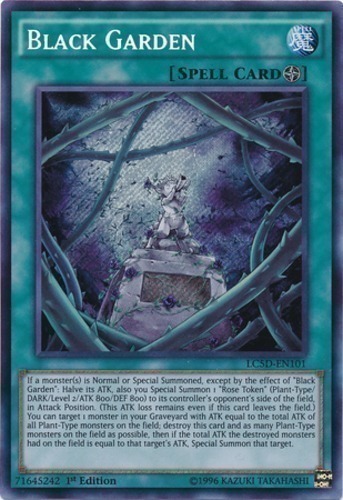 BLACK GARDEN
魔
[SPELL CARD]
LC5D-EN101
If a monster(s) is Normal or Special Summoned, except by the effect of "Black
Garden": Halve its ATK, also you Special Summon 1 "Rose Token" (Plant-Type/
DARK/Level 2/ATK 800/DEF 800) to its controller's opponent's side of the field,
in Attack Position. (This ATK loss remains even if this card leaves the field.)
You can target 1 monster in your Graveyard with ATK equal to the total ATK of
all Plant-Type monsters on the field; destroy this card and as many Plant-Type
monsters on the field as possible, then if the total ATK the destroyed monsters
had on the field is equal to that target's ATK, Special Summon that target.
71645242 1st Edition ©1996 KAZUKI TAKAHASHI